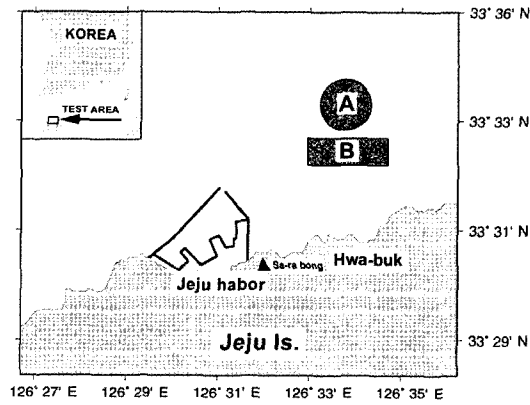 33° 36' N
KOREA
TEST AREA
A
33° 33' N
B
33° 31' N
Hwa-buk
Sa-ra bong
Jeju habor
Jeju Is.
33° 29' N
126° 27' E
126° 29' E
126° 31' E
126° 33' E
126° 35' E